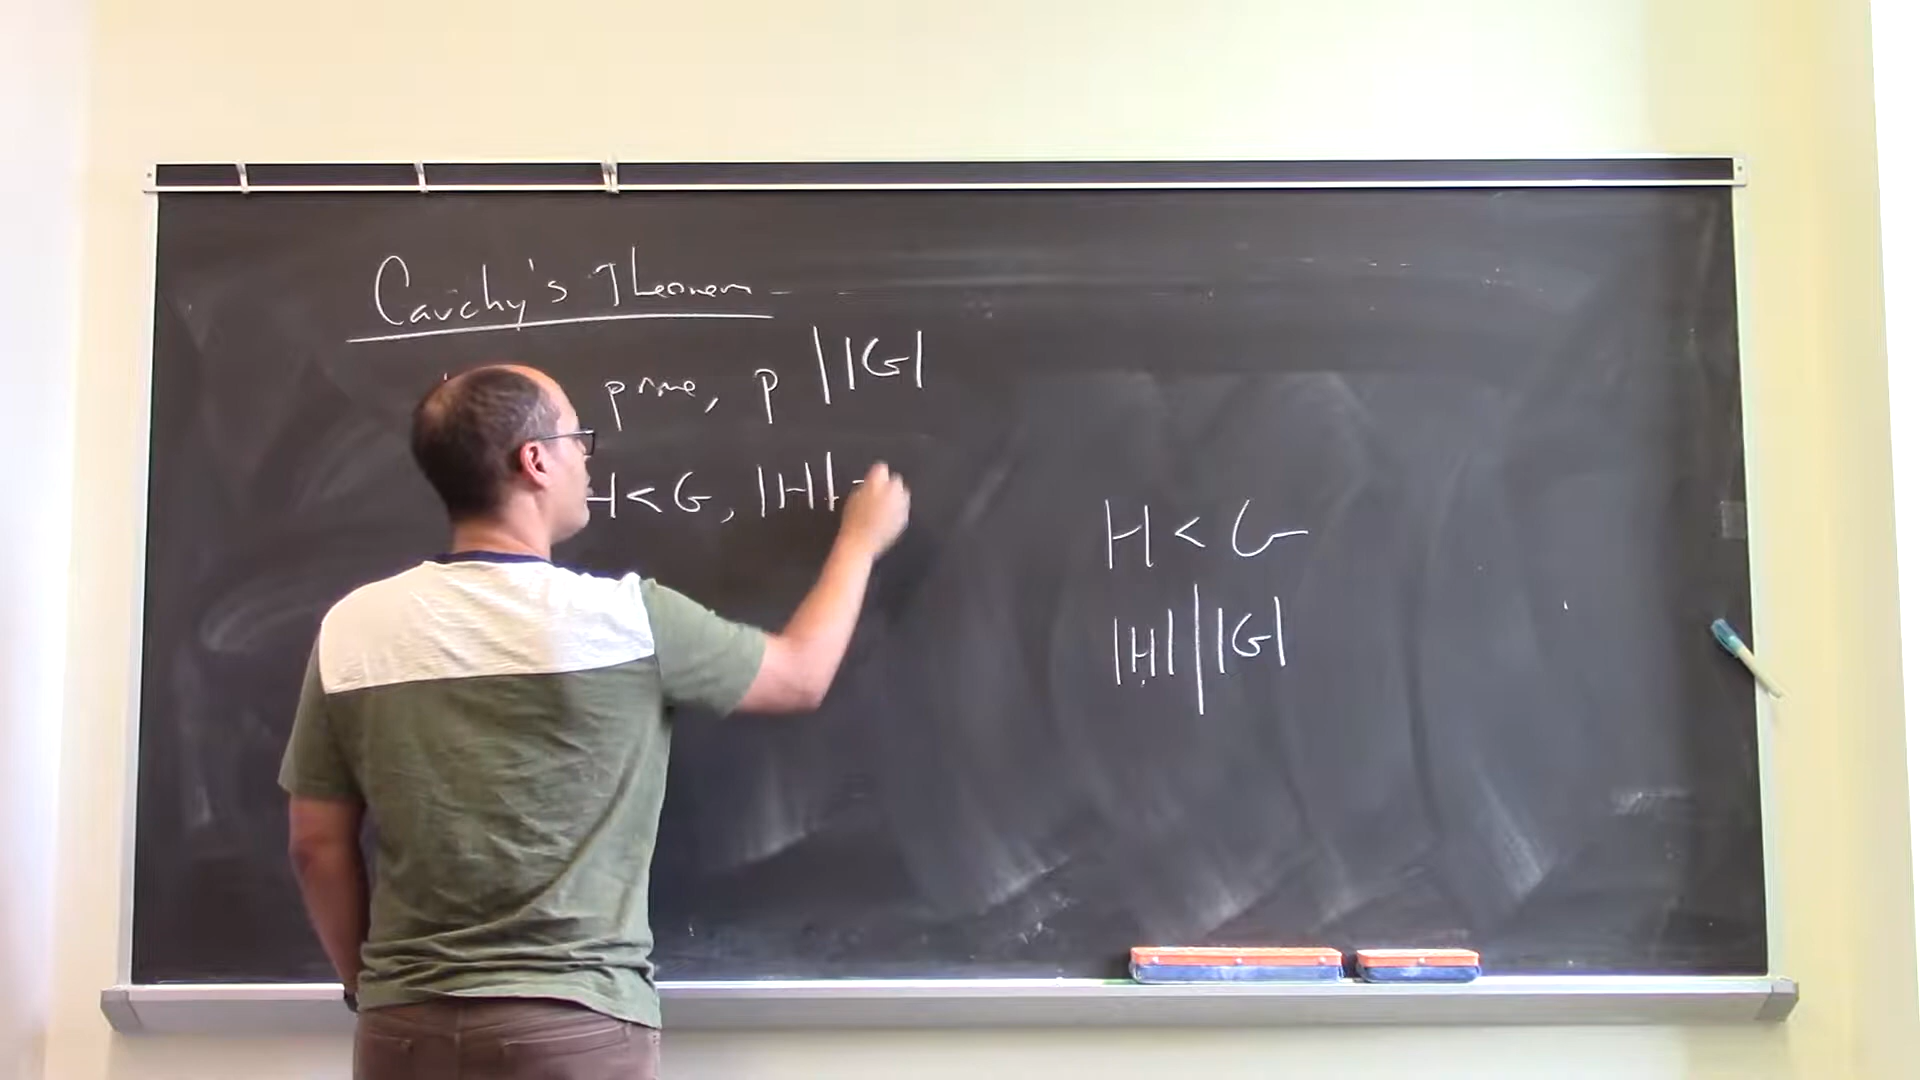 Cauchy's Theorem
prime, p | |G|
H < G, |H| =
H < G
|H| | |G|